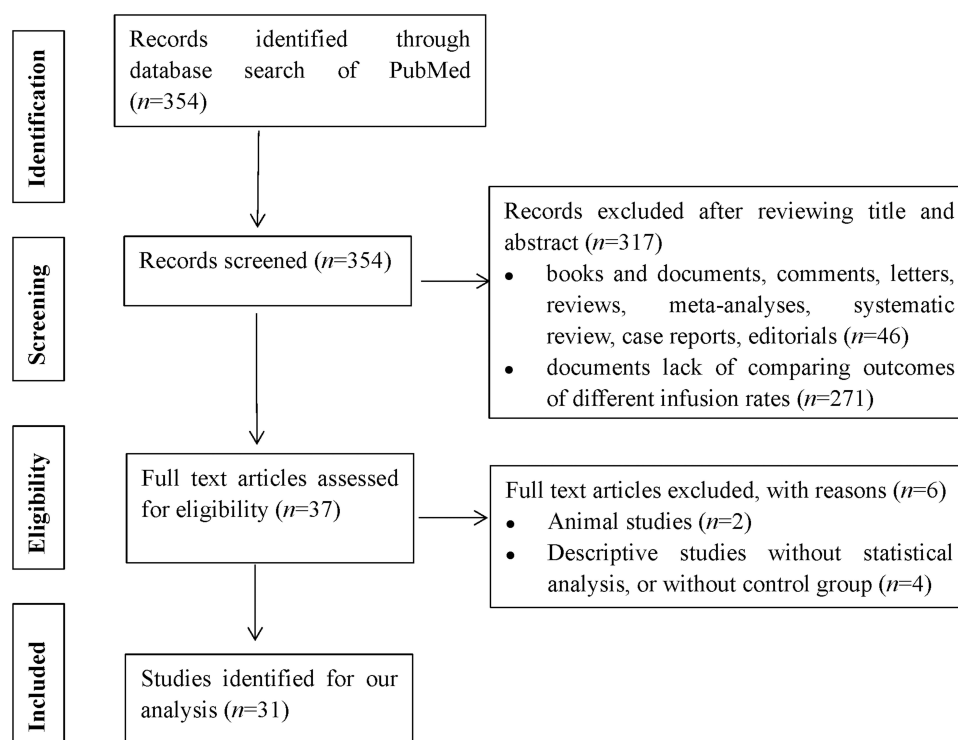 Identification
Records identified through
database search of PubMed
(n=354)
Screening
Records screened (n=354)
Records excluded after reviewing title and
abstract (n=317)
• books and documents, comments, letters,
reviews, meta-analyses, systematic
review, case reports, editorials (n=46)
• documents lack of comparing outcomes
of different infusion rates (n=271)
Eligibility
Full text articles assessed
for eligibility (n=37)
Full text articles excluded, with reasons (n=6)
• Animal studies (n=2)
• Descriptive studies without statistical
analysis, or without control group (n=4)
Included
Studies identified for our
analysis (n=31)